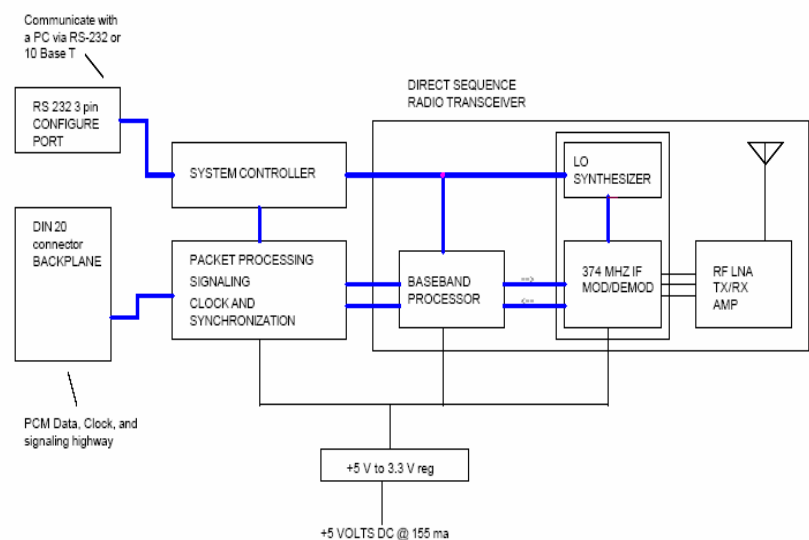 Communicate with
a PC via RS-232 or
10 Base T
DIRECT SEQUENCE
RADIO TRANSCEIVER
RS 232 3 pin
CONFIGURE
PORT
SYSTEM CONTROLLER
LO
SYNTHESIZER
DIN 20
connector
BACKPLANE
PACKET PROCESSING
SIGNALING
CLOCK AND
SYNCHRONIZATION
BASEBAND
PROCESSOR
==>
<==
374 MHZ IF
MOD/DEMOD
RF LNA
TX/RX
AMP
PCM Data, Clock, and
signaling highway
+5 V to 3.3 V reg
+5 VOLTS DC @ 155 ma